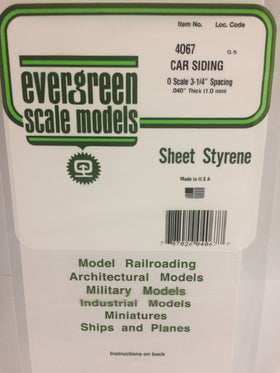 Item No. Loc. Code
4067 G-5
CAR SIDING
O Scale 3-1/4" Spacing
.040" Thick (1.0 mm)
evergreen
scale models
Sheet Styrene
Made in U S A
Model Railroading
Architectural Models
Military Models
Industrial Models
Miniatures
Ships and Planes
Instructions on back